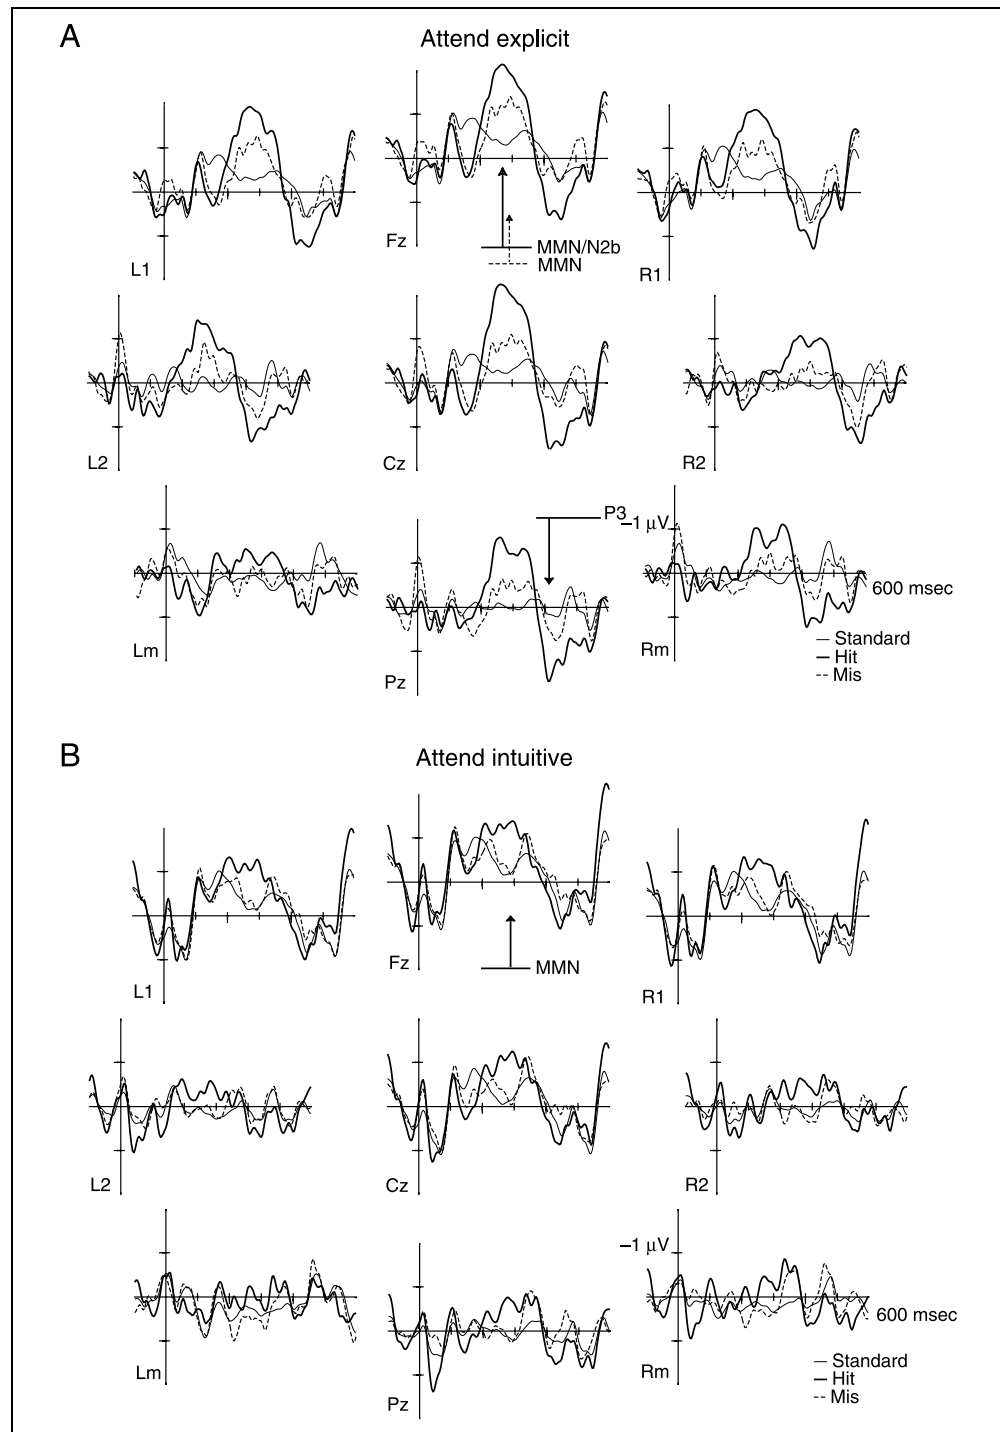 A
Attend explicit
L1
Fz
MMN/N2b
MMN
R1
L2
Cz
R2
Lm
Pz
P3
–1 μV
Rm
600 msec
Standard
Hit
Mis
B
Attend intuitive
L1
Fz
MMN
R1
L2
Cz
R2
Lm
Pz
–1 μV
Rm
600 msec
Standard
Hit
Mis